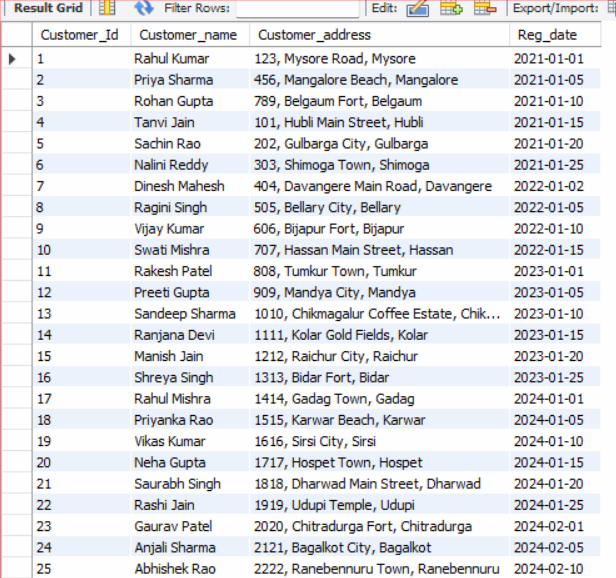 Result Grid Filter Rows: Edit: Export/Import:
Customer_Id Customer_name Customer_address Reg_date
1 Rahul Kumar 123, Mysore Road, Mysore 2021-01-01
2 Priya Sharma 456, Mangalore Beach, Mangalore 2021-01-05
3 Rohan Gupta 789, Belgaum Fort, Belgaum 2021-01-10
4 Tanvi Jain 101, Hubli Main Street, Hubli 2021-01-15
5 Sachin Rao 202, Gulbarga City, Gulbarga 2021-01-20
6 Nalini Reddy 303, Shimoga Town, Shimoga 2021-01-25
7 Dinesh Mahesh 404, Davangere Main Road, Davangere 2022-01-02
8 Ragini Singh 505, Bellary City, Bellary 2022-01-05
9 Vijay Kumar 606, Bijapur Fort, Bijapur 2022-01-10
10 Swati Mishra 707, Hassan Main Street, Hassan 2022-01-15
11 Rakesh Patel 808, Tumkur Town, Tumkur 2023-01-01
12 Preeti Gupta 909, Mandya City, Mandya 2023-01-05
13 Sandeep Sharma 1010, Chikmagalur Coffee Estate, Chik... 2023-01-10
14 Ranjana Devi 1111, Kolar Gold Fields, Kolar 2023-01-15
15 Manish Jain 1212, Raichur City, Raichur 2023-01-20
16 Shreya Singh 1313, Bidar Fort, Bidar 2023-01-25
17 Rahul Mishra 1414, Gadag Town, Gadag 2024-01-01
18 Priyanka Rao 1515, Karwar Beach, Karwar 2024-01-05
19 Vikas Kumar 1616, Sirsi City, Sirsi 2024-01-10
20 Neha Gupta 1717, Hospet Town, Hospet 2024-01-15
21 Saurabh Singh 1818, Dharwad Main Street, Dharwad 2024-01-20
22 Rashi Jain 1919, Udupi Temple, Udupi 2024-01-25
23 Gaurav Patel 2020, Chitradurga Fort, Chitradurga 2024-02-01
24 Anjali Sharma 2121, Bagalkot City, Bagalkot 2024-02-05
25 Abhishek Rao 2222, Ranebennuru Town, Ranebennuru 2024-02-10